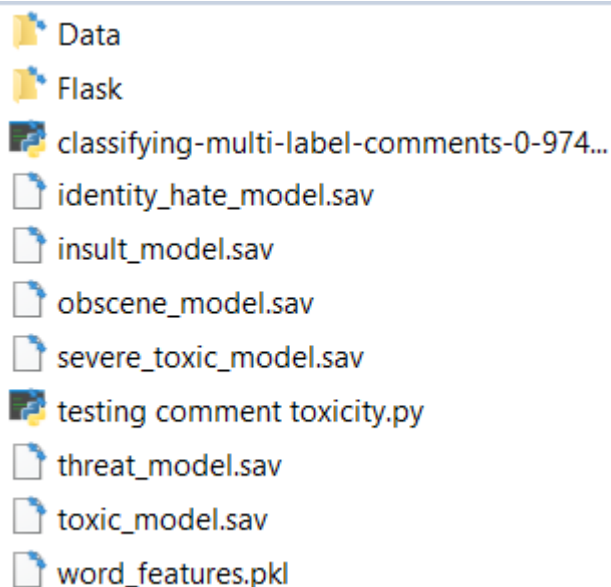 Data
Flask
classifying-multi-label-comments-0-974...
identity_hate_model.sav
insult_model.sav
obscene_model.sav
severe_toxic_model.sav
testing comment toxicity.py
threat_model.sav
toxic_model.sav
word_features.pkl